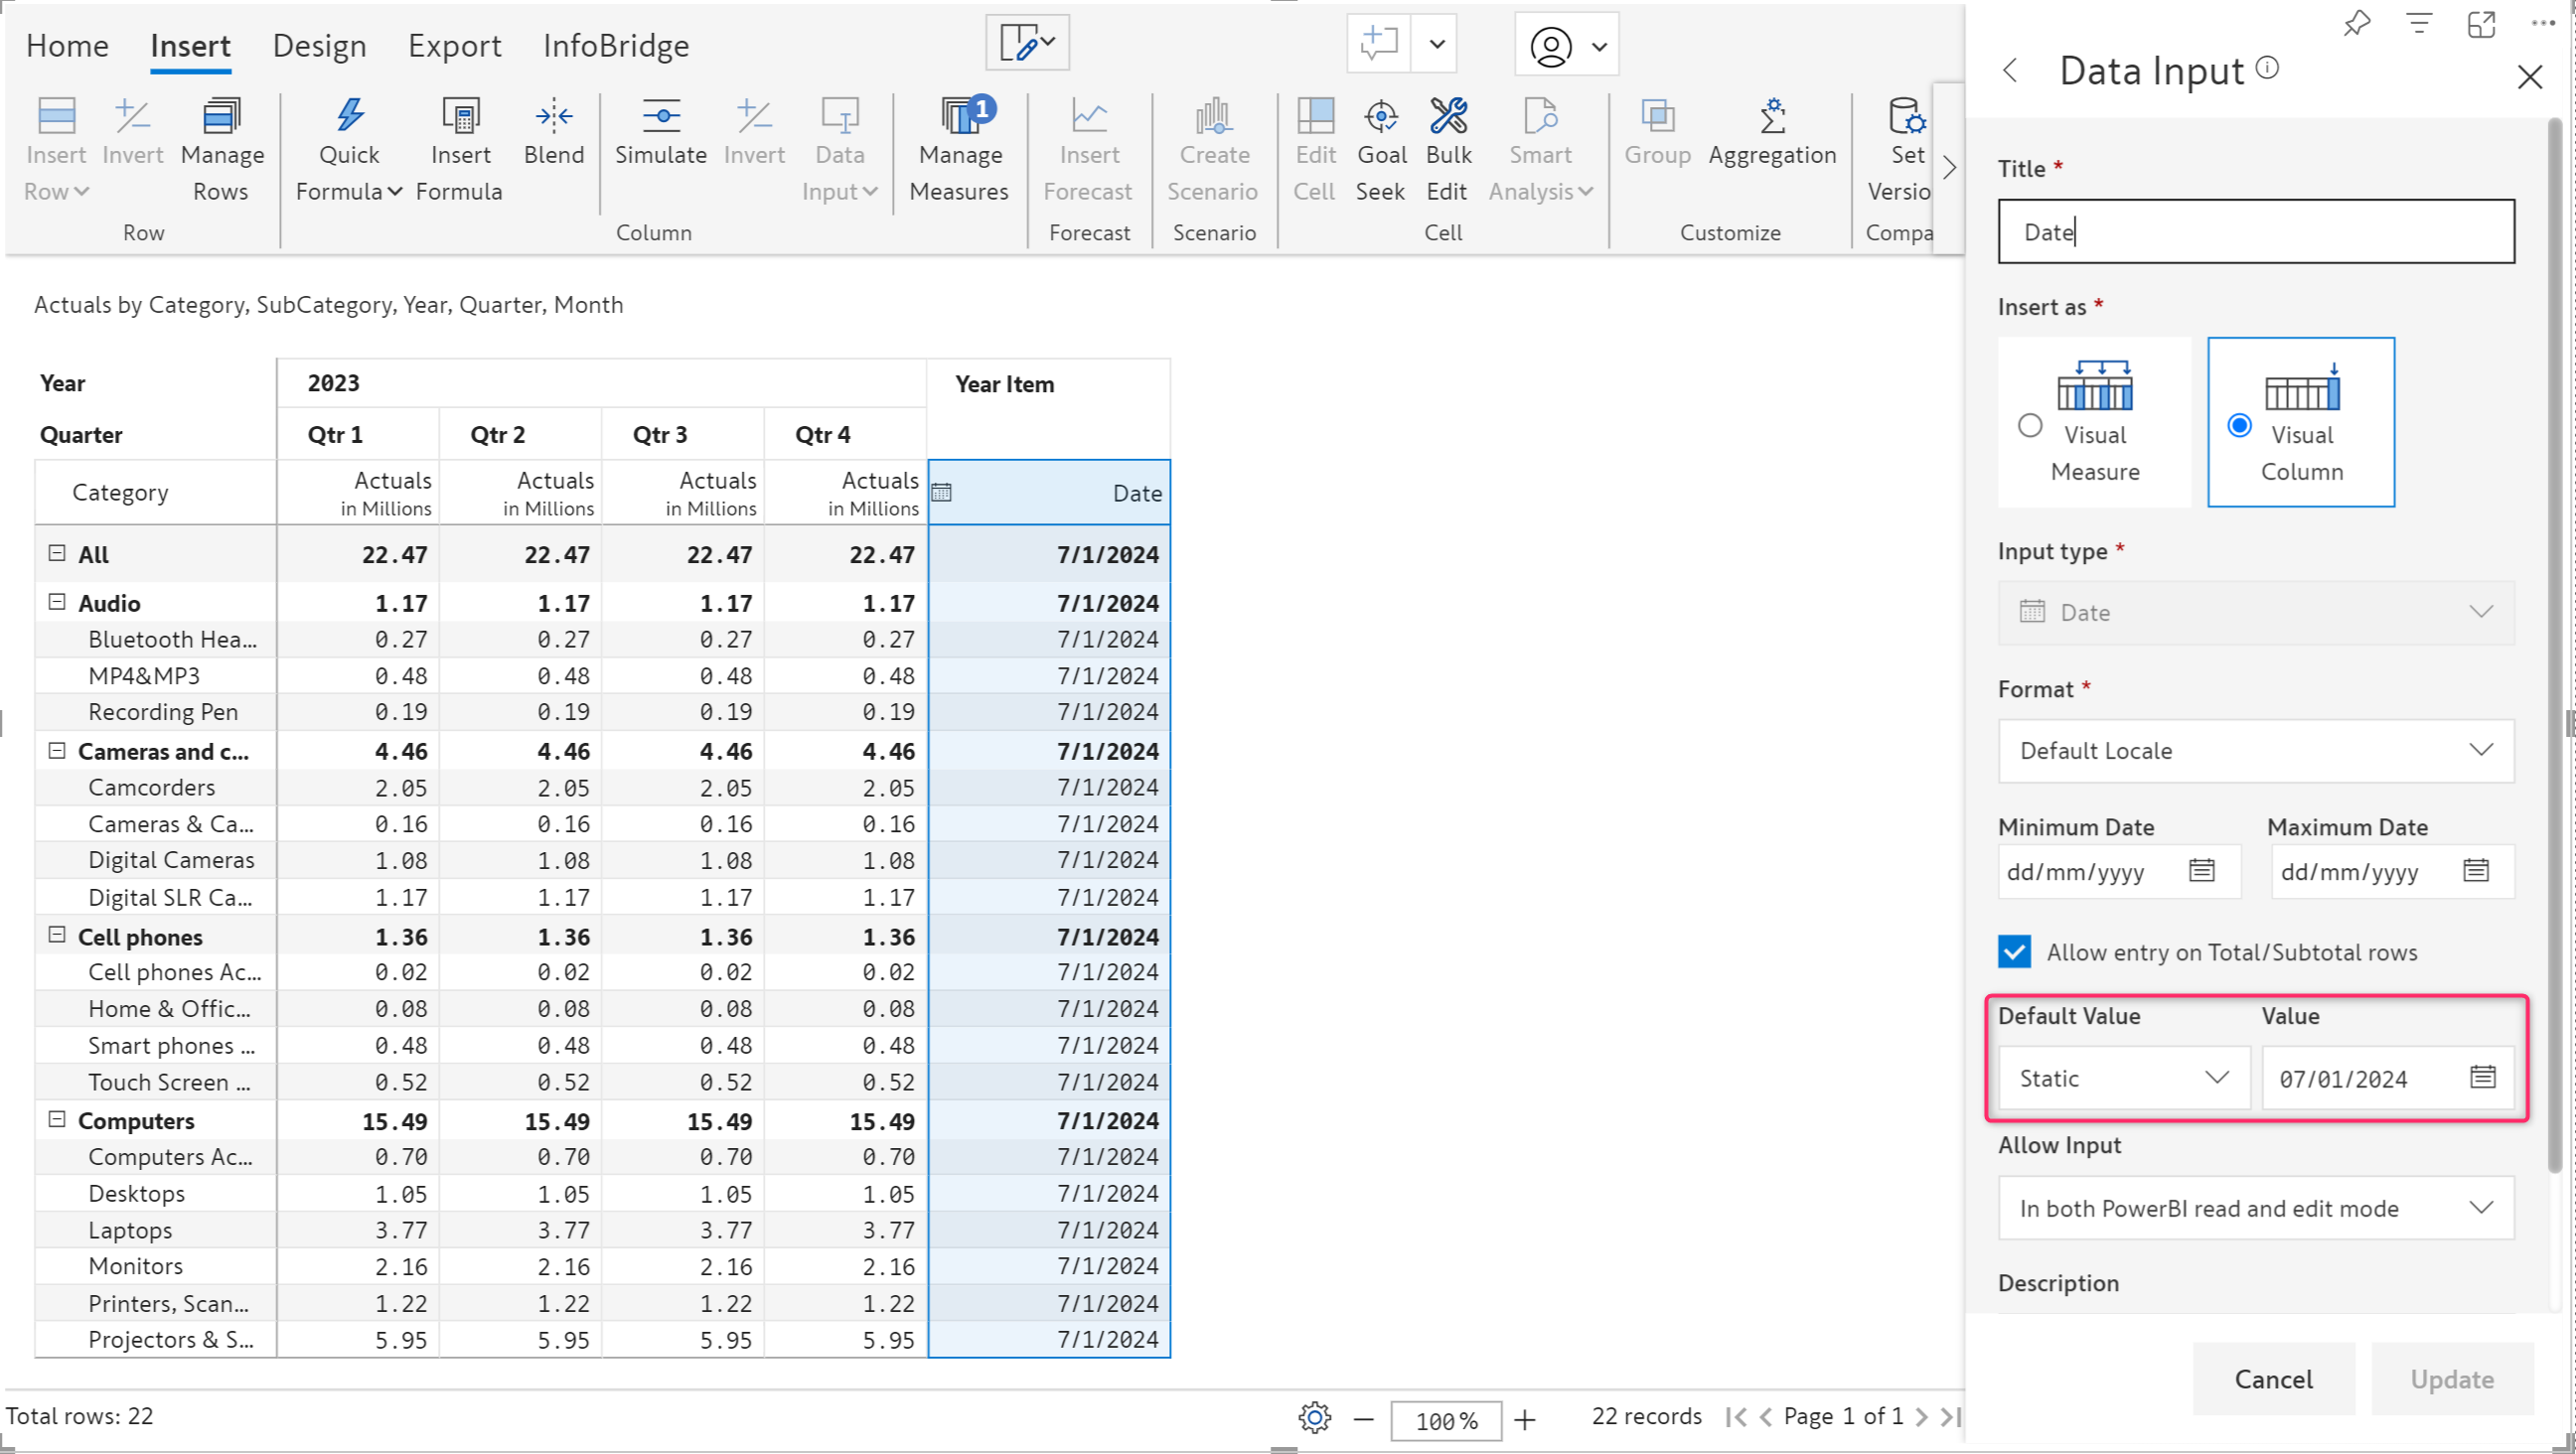 Home Insert Design Export InfoBridge
Insert Row
Invert
Manage Rows
Row
Quick Formula
Insert Formula
Blend
Simulate
Invert
Data Input
Column
Manage Measures
1
Insert Forecast
Forecast
Create Scenario
Scenario
Edit Cell
Goal Seek
Bulk Edit
Smart Analysis
Cell
Group
Aggregation
Customize
Set Versio
Compa
Actuals by Category, SubCategory, Year, Quarter, Month
Year 2023 Year Item
Quarter Qtr 1 Qtr 2 Qtr 3 Qtr 4
Category Actuals in Millions Actuals in Millions Actuals in Millions Actuals in Millions Date
All 22.47 22.47 22.47 22.47 7/1/2024
Audio 1.17 1.17 1.17 1.17 7/1/2024
Bluetooth Hea... 0.27 0.27 0.27 0.27 7/1/2024
MP4&MP3 0.48 0.48 0.48 0.48 7/1/2024
Recording Pen 0.19 0.19 0.19 0.19 7/1/2024
Cameras and c... 4.46 4.46 4.46 4.46 7/1/2024
Camcorders 2.05 2.05 2.05 2.05 7/1/2024
Cameras & Ca... 0.16 0.16 0.16 0.16 7/1/2024
Digital Cameras 1.08 1.08 1.08 1.08 7/1/2024
Digital SLR Ca... 1.17 1.17 1.17 1.17 7/1/2024
Cell phones 1.36 1.36 1.36 1.36 7/1/2024
Cell phones Ac... 0.02 0.02 0.02 0.02 7/1/2024
Home & Offic... 0.08 0.08 0.08 0.08 7/1/2024
Smart phones ... 0.48 0.48 0.48 0.48 7/1/2024
Touch Screen ... 0.52 0.52 0.52 0.52 7/1/2024
Computers 15.49 15.49 15.49 15.49 7/1/2024
Computers Ac... 0.70 0.70 0.70 0.70 7/1/2024
Desktops 1.05 1.05 1.05 1.05 7/1/2024
Laptops 3.77 3.77 3.77 3.77 7/1/2024
Monitors 2.16 2.16 2.16 2.16 7/1/2024
Printers, Scan... 1.22 1.22 1.22 1.22 7/1/2024
Projectors & S... 5.95 5.95 5.95 5.95 7/1/2024
Total rows: 22
100 %
22 records
Page 1 of 1
Data Input
Title *
Date
Insert as *
Visual Measure
Visual Column
Input type *
Date
Format *
Default Locale
Minimum Date Maximum Date
dd/mm/yyyy dd/mm/yyyy
Allow entry on Total/Subtotal rows
Default Value Value
Static 07/01/2024
Allow Input
In both PowerBI read and edit mode
Description
Cancel Update